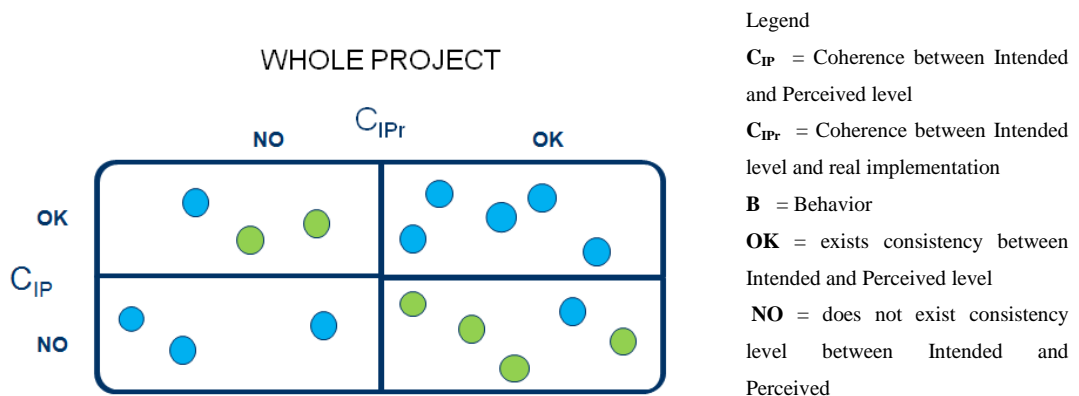 WHOLE PROJECT
C_IPr
NO OK
OK
C_IP
NO
Legend
C_IP = Coherence between Intended
and Perceived level
C_IPr = Coherence between Intended
level and real implementation
B = Behavior
OK = exists consistency between
Intended and Perceived level
NO = does not exist consistency
level between Intended and
Perceived